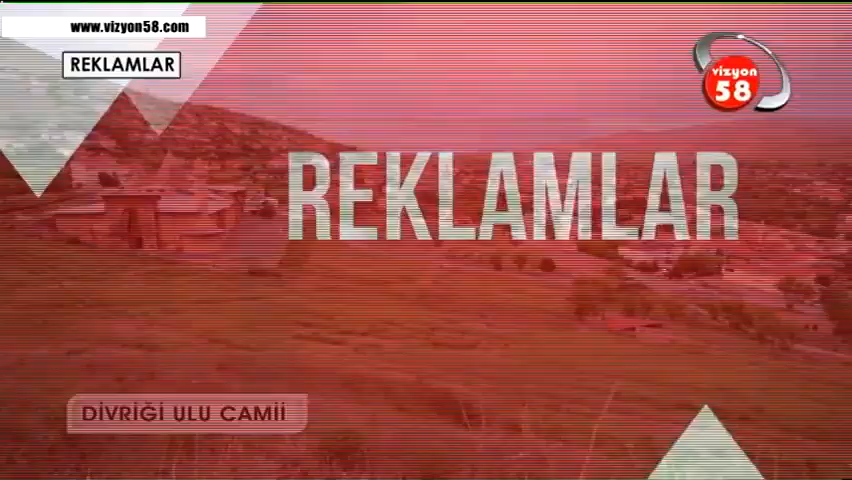 www.vizyon58.com
REKLAMLAR
vizyon
58
REKLAMLAR
DİVRİĞİ ULU CAMİİ